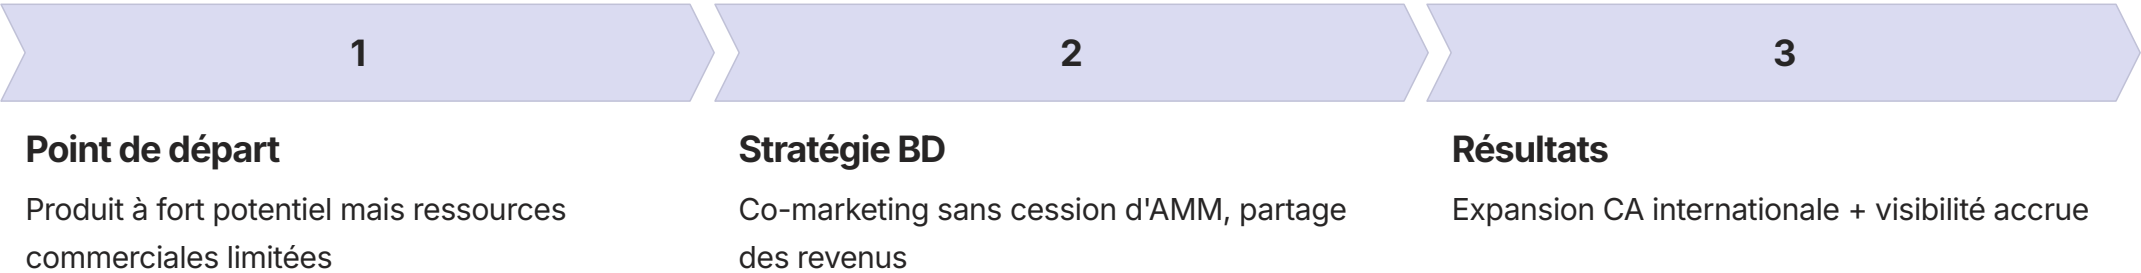 1
Point de départ
Produit à fort potentiel mais ressources
commerciales limitées
2
Stratégie BD
Co-marketing sans cession d'AMM, partage
des revenus
3
Résultats
Expansion CA internationale + visibilité accrue